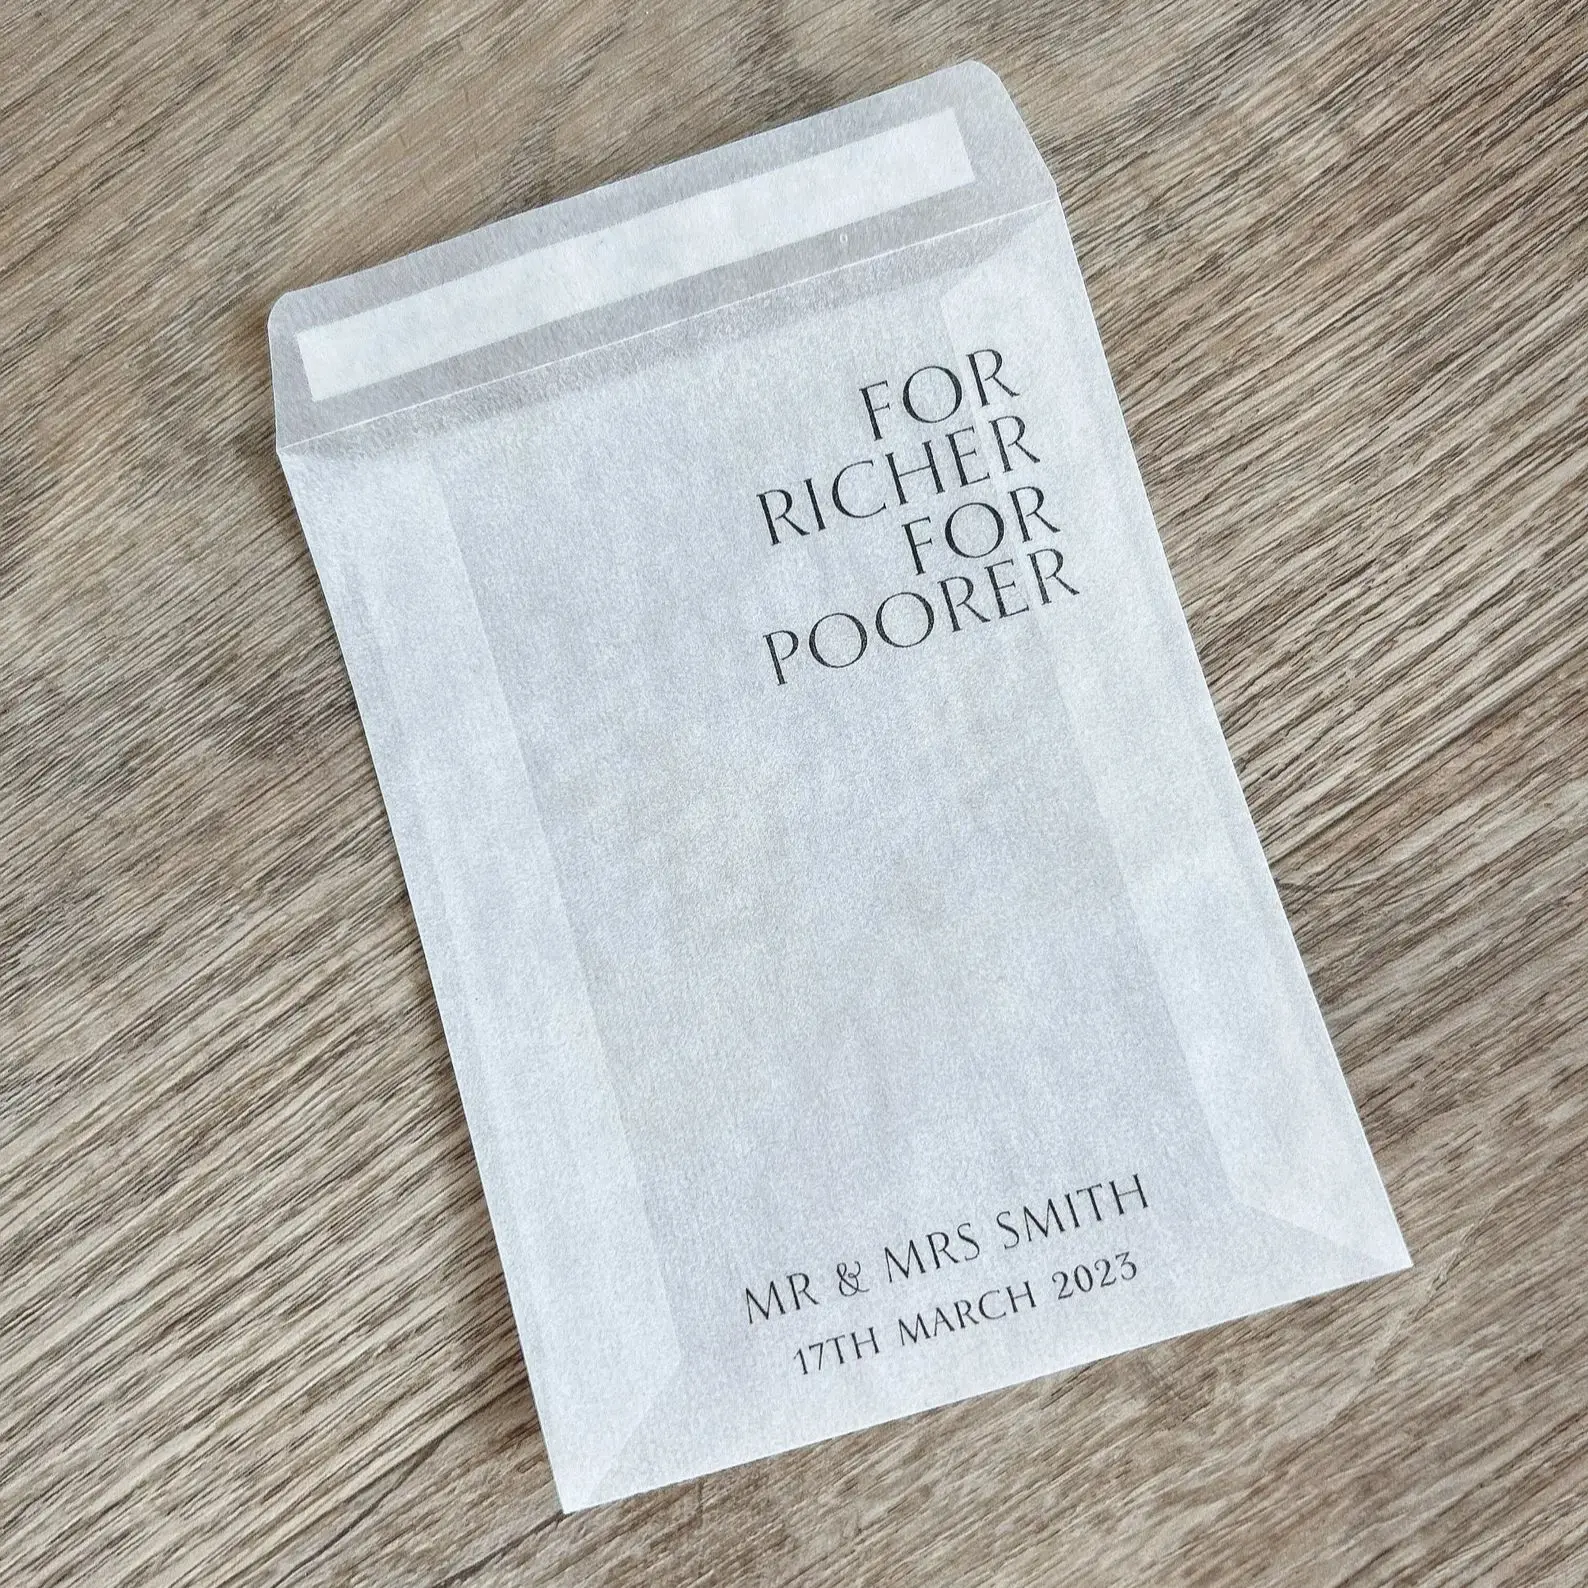 FOR
RICHER
FOR
POORER
MR & MRS SMITH
17TH MARCH 2023